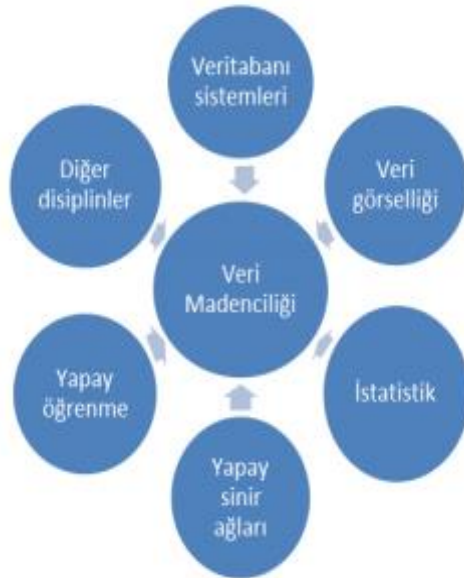 Veritabanı
sistemleri
Diğer
disiplinler
Veri
görselliği
Veri
Madenciliği
Yapay
öğrenme
İstatistik
Yapay
sinir
ağları